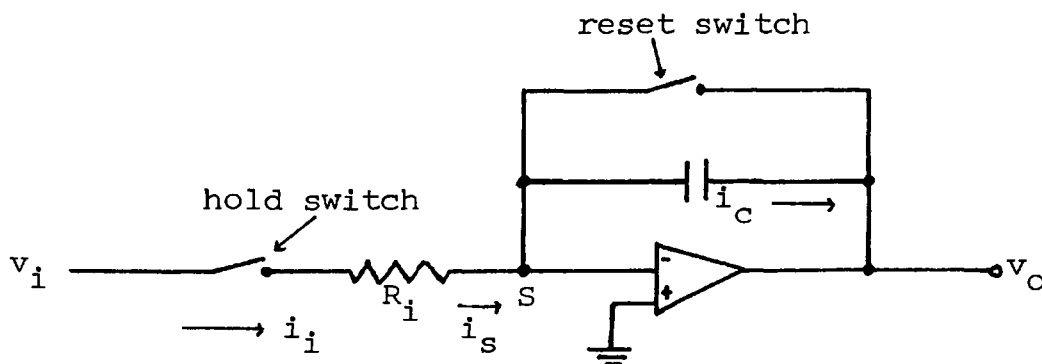 reset switch
i_c
hold switch
v_i
R_i
i_s
S
-
+
v_o
i_i